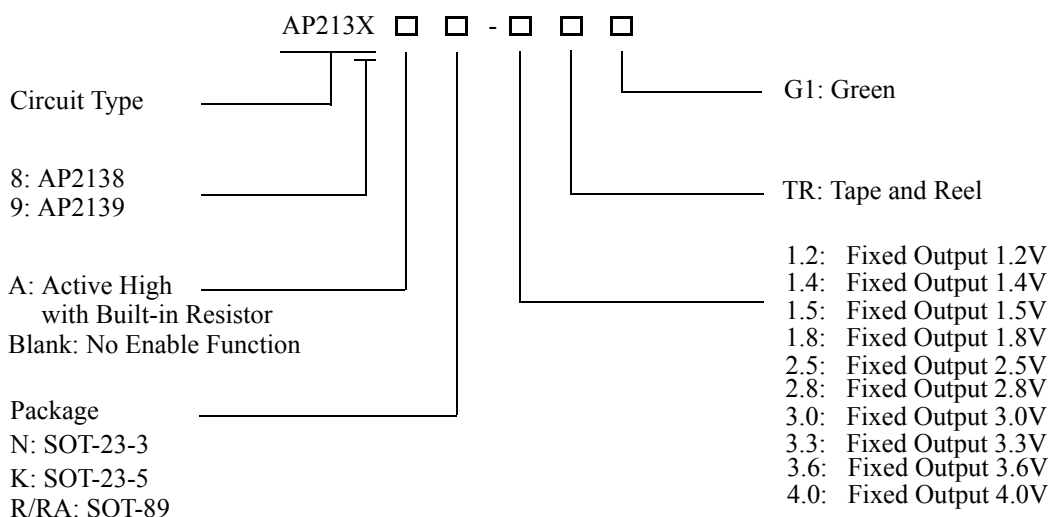 AP213X □ □ - □ □ □
Circuit Type
8: AP2138
9: AP2139
A: Active High
with Built-in Resistor
Blank: No Enable Function
Package
N: SOT-23-3
K: SOT-23-5
R/RA: SOT-89
G1: Green
TR: Tape and Reel
1.2: Fixed Output 1.2V
1.4: Fixed Output 1.4V
1.5: Fixed Output 1.5V
1.8: Fixed Output 1.8V
2.5: Fixed Output 2.5V
2.8: Fixed Output 2.8V
3.0: Fixed Output 3.0V
3.3: Fixed Output 3.3V
3.6: Fixed Output 3.6V
4.0: Fixed Output 4.0V